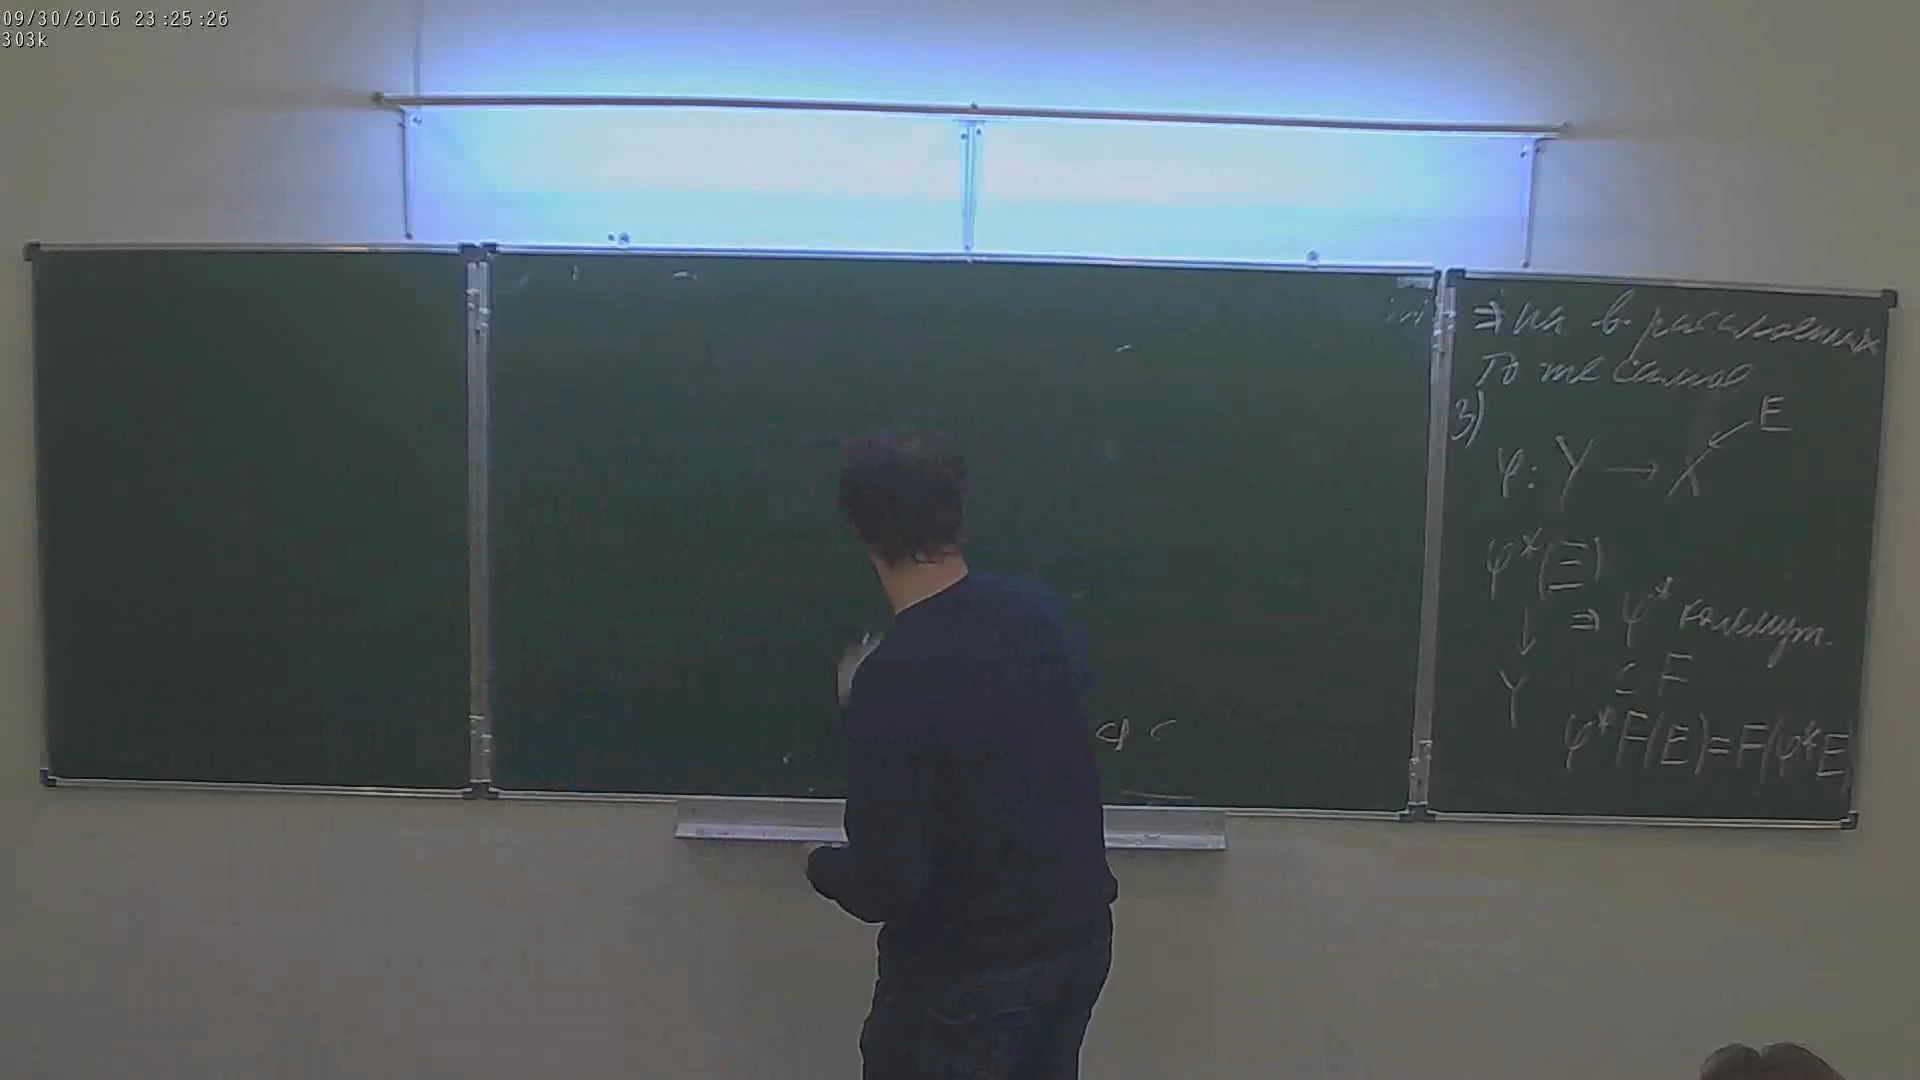 09/30/2016 23:25:26
303k
⇒ на в расслоениях
то же самое
3)
E
φ: Y → X
φ*(E)
↓
⇒ φ* коммут.
Y
с F
φ*F(E)=F(φ*E)